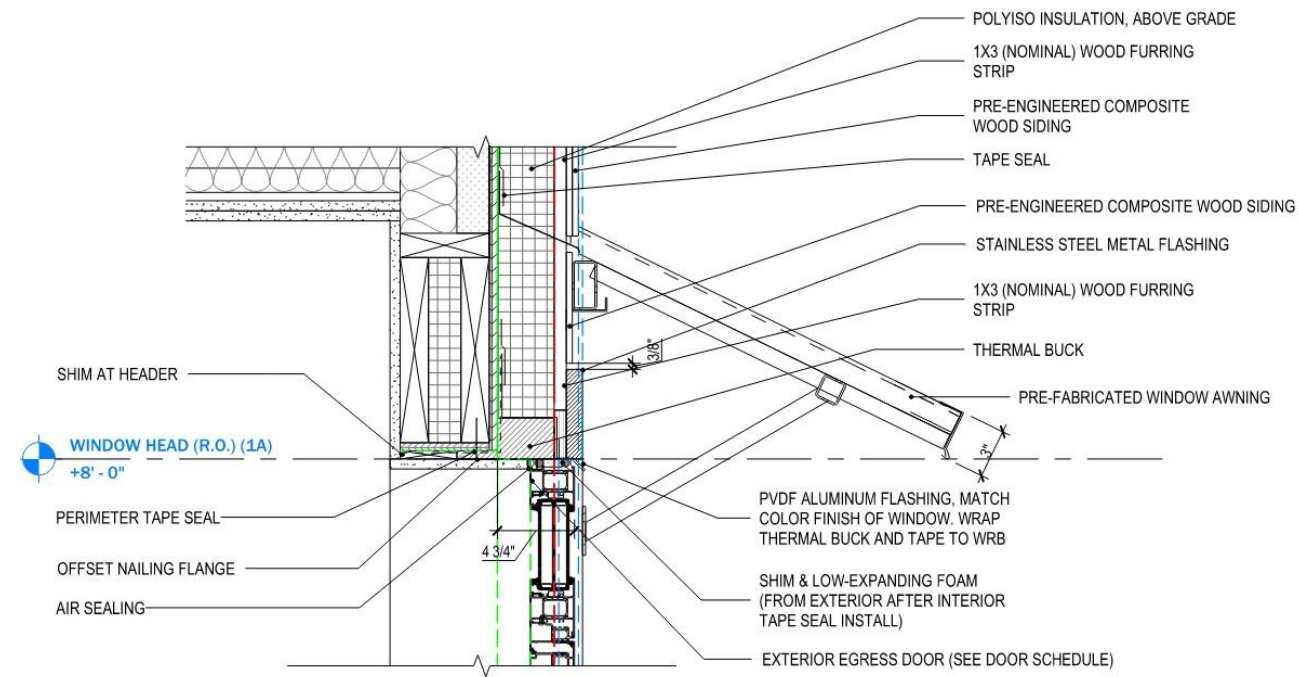 POLYISO INSULATION, ABOVE GRADE
1X3 (NOMINAL) WOOD FURRING
STRIP
PRE-ENGINEERED COMPOSITE
WOOD SIDING
TAPE SEAL
PRE-ENGINEERED COMPOSITE WOOD SIDING
STAINLESS STEEL METAL FLASHING
1X3 (NOMINAL) WOOD FURRING
STRIP
3/8"
THERMAL BUCK
SHIM AT HEADER
PRE-FABRICATED WINDOW AWNING
WINDOW HEAD (R.O.) (1A)
+8' - 0"
3"
PERIMETER TAPE SEAL
OFFSET NAILING FLANGE
AIR SEALING
4 3/4"
PVDF ALUMINUM FLASHING, MATCH
COLOR FINISH OF WINDOW. WRAP
THERMAL BUCK AND TAPE TO WRB
SHIM & LOW-EXPANDING FOAM
(FROM EXTERIOR AFTER INTERIOR
TAPE SEAL INSTALL)
EXTERIOR EGRESS DOOR (SEE DOOR SCHEDULE)